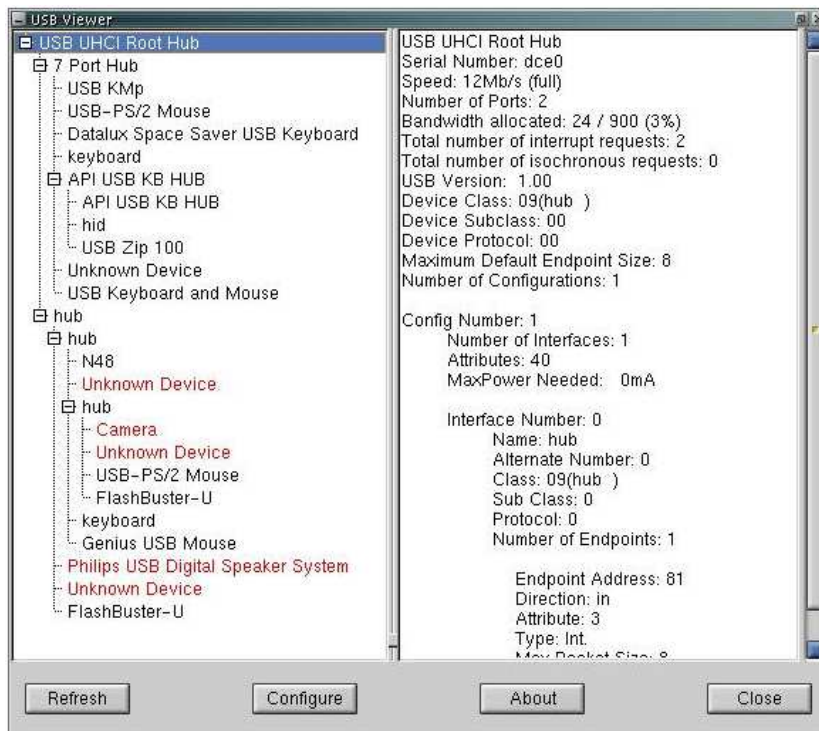 USB Viewer
USB UHCI Root Hub
7 Port Hub
USB KMp
USB-PS/2 Mouse
Datalux Space Saver USB Keyboard
keyboard
API USB KB HUB
API USB KB HUB
hid
USB Zip 100
Unknown Device
USB Keyboard and Mouse
hub
hub
N48
Unknown Device
hub
Camera
Unknown Device
USB-PS/2 Mouse
FlashBuster-U
keyboard
Genius USB Mouse
Philips USB Digital Speaker System
Unknown Device
FlashBuster-U
USB UHCI Root Hub
Serial Number: dce0
Speed: 12Mb/s (full)
Number of Ports: 2
Bandwidth allocated: 24 / 900 (3%)
Total number of interrupt requests: 2
Total number of isochronous requests: 0
USB Version: 1.00
Device Class: 09(hub )
Device Subclass: 00
Device Protocol: 00
Maximum Default Endpoint Size: 8
Number of Configurations: 1
Config Number: 1
Number of Interfaces: 1
Attributes: 40
MaxPower Needed: 0mA
Interface Number: 0
Name: hub
Alternate Number: 0
Class: 09(hub )
Sub Class: 0
Protocol: 0
Number of Endpoints: 1
Endpoint Address: 81
Direction: in
Attribute: 3
Type: Int.
Max Packet Size: 8
Refresh
Configure
About
Close